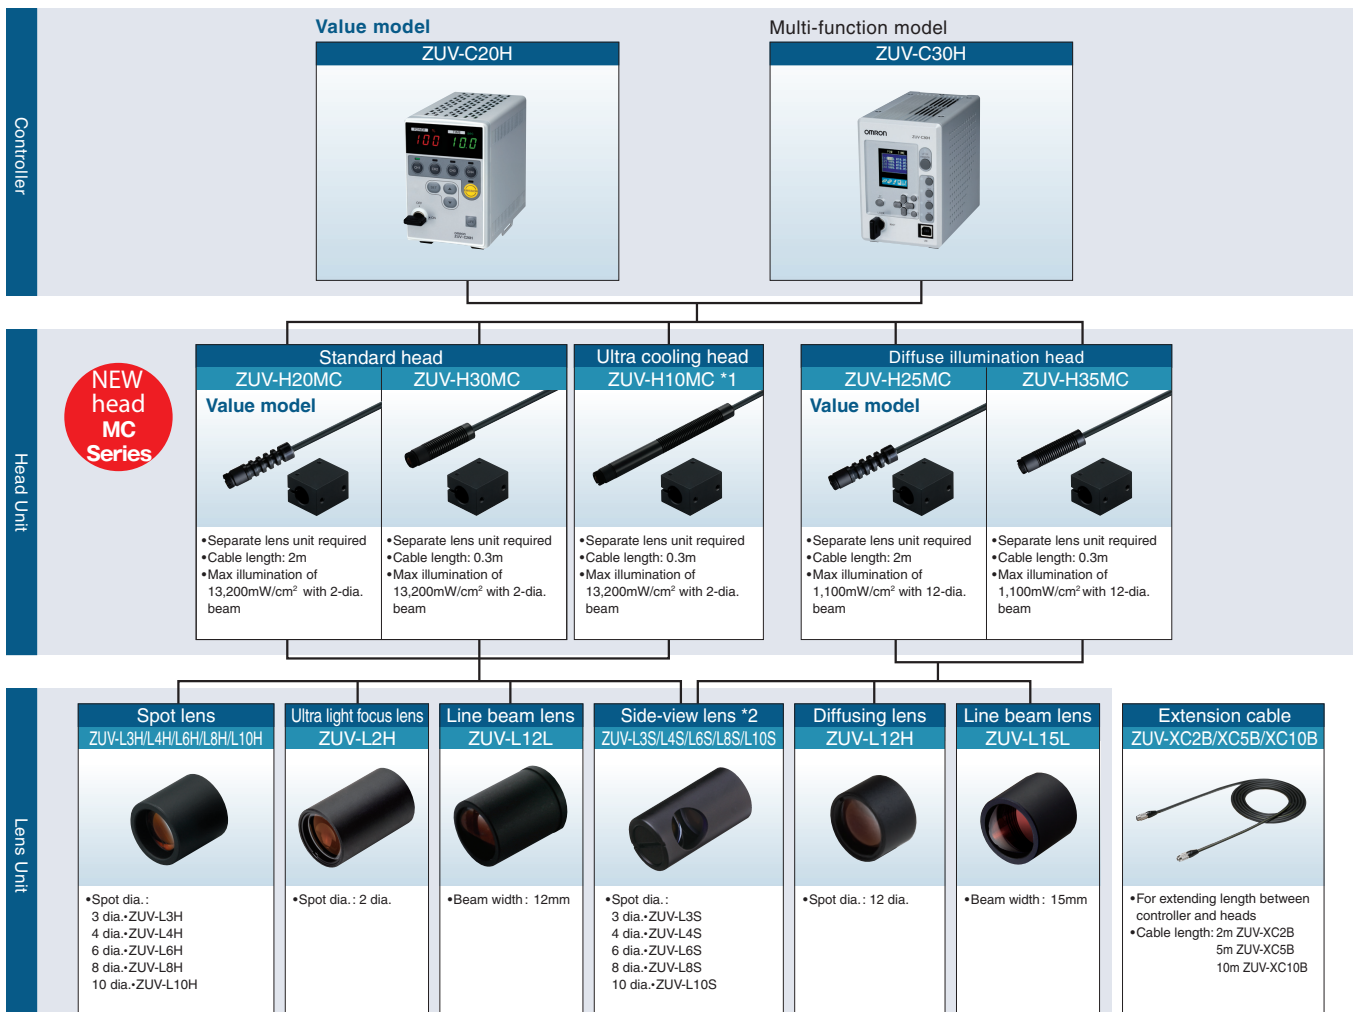 Controller
Value model
ZUV-C20H
100 10.0
Multi-function model
ZUV-C30H
OMRON
ZUV-C30H
Head Unit
NEW
head
MC
Series
Standard head
ZUV-H20MC
Value model
•Separate lens unit required
•Cable length: 2m
•Max illumination of
13,200mW/cm² with 2-dia.
beam
ZUV-H30MC
•Separate lens unit required
•Cable length: 0.3m
•Max illumination of
13,200mW/cm² with 2-dia.
beam
Ultra cooling head
ZUV-H10MC *1
•Separate lens unit required
•Cable length: 0.3m
•Max illumination of
13,200mW/cm² with 2-dia.
beam
Diffuse illumination head
ZUV-H25MC
Value model
•Separate lens unit required
•Cable length: 2m
•Max illumination of
1,100mW/cm² with 12-dia.
beam
ZUV-H35MC
•Separate lens unit required
•Cable length: 0.3m
•Max illumination of
1,100mW/cm² with 12-dia.
beam
Lens Unit
Spot lens
ZUV-L3H/L4H/L6H/L8H/L10H
•Spot dia.:
3 dia.•ZUV-L3H
4 dia.•ZUV-L4H
6 dia.•ZUV-L6H
8 dia.•ZUV-L8H
10 dia.•ZUV-L10H
Ultra light focus lens
ZUV-L2H
•Spot dia.: 2 dia.
Line beam lens
ZUV-L12L
•Beam width: 12mm
Side-view lens *2
ZUV-L3S/L4S/L6S/L8S/L10S
•Spot dia.:
3 dia.•ZUV-L3S
4 dia.•ZUV-L4S
6 dia.•ZUV-L6S
8 dia.•ZUV-L8S
10 dia.•ZUV-L10S
Diffusing lens
ZUV-L12H
•Spot dia.: 12 dia.
Line beam lens
ZUV-L15L
•Beam width: 15mm
Extension cable
ZUV-XC2B/XC5B/XC10B
•For extending length between
controller and heads
•Cable length: 2m ZUV-XC2B
5m ZUV-XC5B
10m ZUV-XC10B